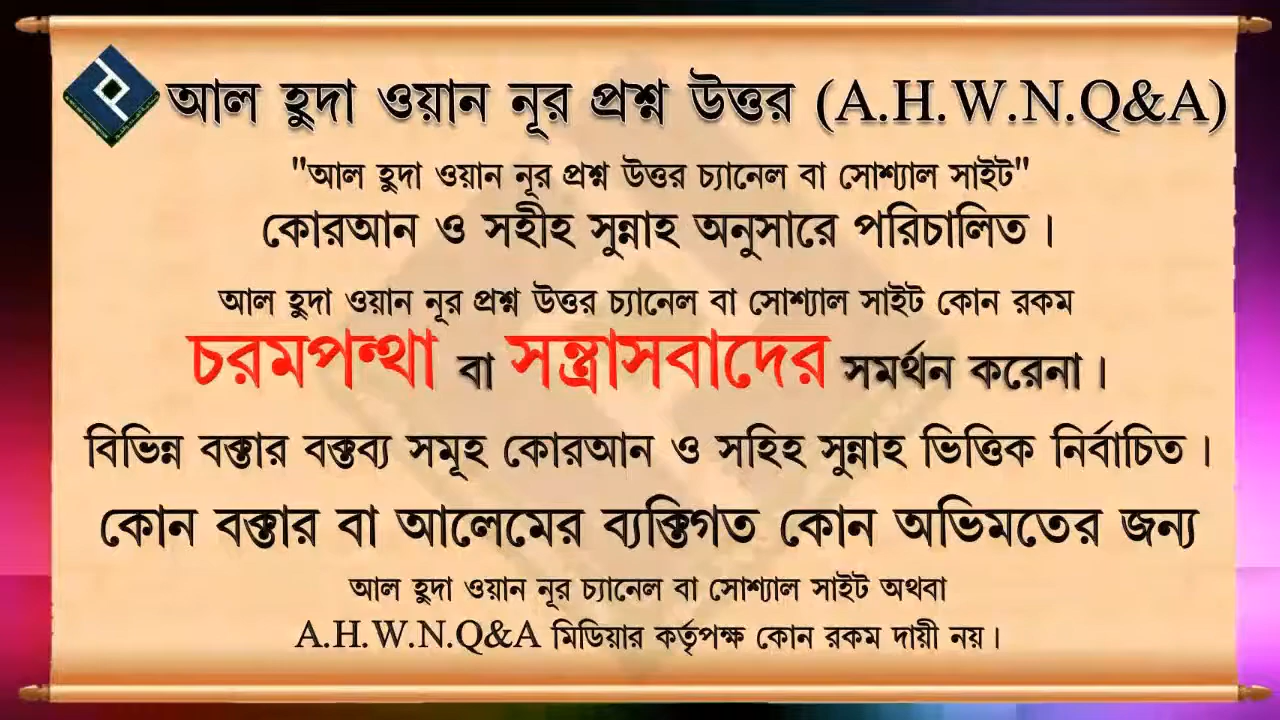 আল হুদা ওয়ান নূর প্রশ্ন উত্তর (A.H.W.N.Q&A)
"আল হুদা ওয়ান নূর প্রশ্ন উত্তর চ্যানেল বা সোশ্যাল সাইট"
কোরআন ও সহীহ সুন্নাহ অনুসারে পরিচালিত।
আল হুদা ওয়ান নূর প্রশ্ন উত্তর চ্যানেল বা সোশ্যাল সাইট কোন রকম
চরমপন্থা বা সন্ত্রাসবাদের সমর্থন করেনা।
বিভিন্ন বক্তার বক্তব্য সমূহ কোরআন ও সহিহ সুন্নাহ ভিত্তিক নির্বাচিত।
কোন বক্তার বা আলেমের ব্যক্তিগত কোন অভিমতের জন্য
আল হুদা ওয়ান নূর চ্যানেল বা সোশ্যাল সাইট অথবা
A.H.W.N.Q&A মিডিয়ার কর্তৃপক্ষ কোন রকম দায়ী নয়।